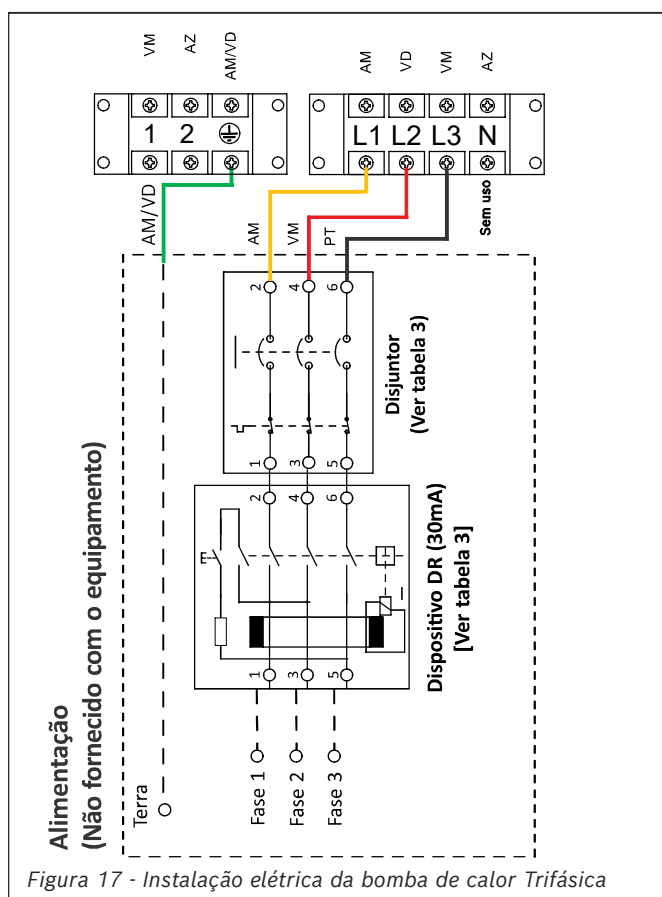 VM AZ AM/VD
AM VD VM AZ
1 2
L1 L2 L3 N
AM/VD
AM VM PT
Sem uso
2 4 6
Disjuntor
(Ver tabela 3)
1 3 5
2 4 6
Dispositivo DR (30mA)
[Ver tabela 3]
1 3 5
Alimentação
(Não fornecido com o equipamento)
Terra
Fase 1
Fase 2
Fase 3
Figura 17 - Instalação elétrica da bomba de calor Trifásica